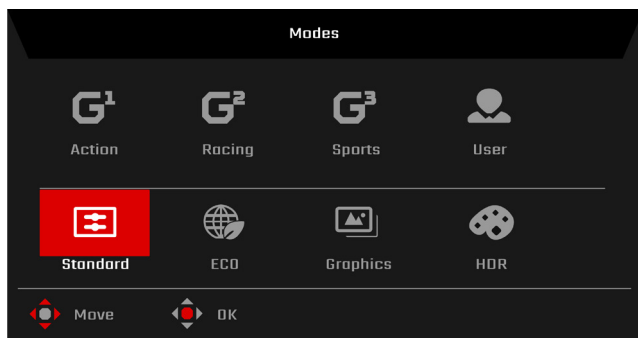 Modes
G1 G2 G3
Action Racing Sports User
Standard ECO Graphics HDR
Move OK